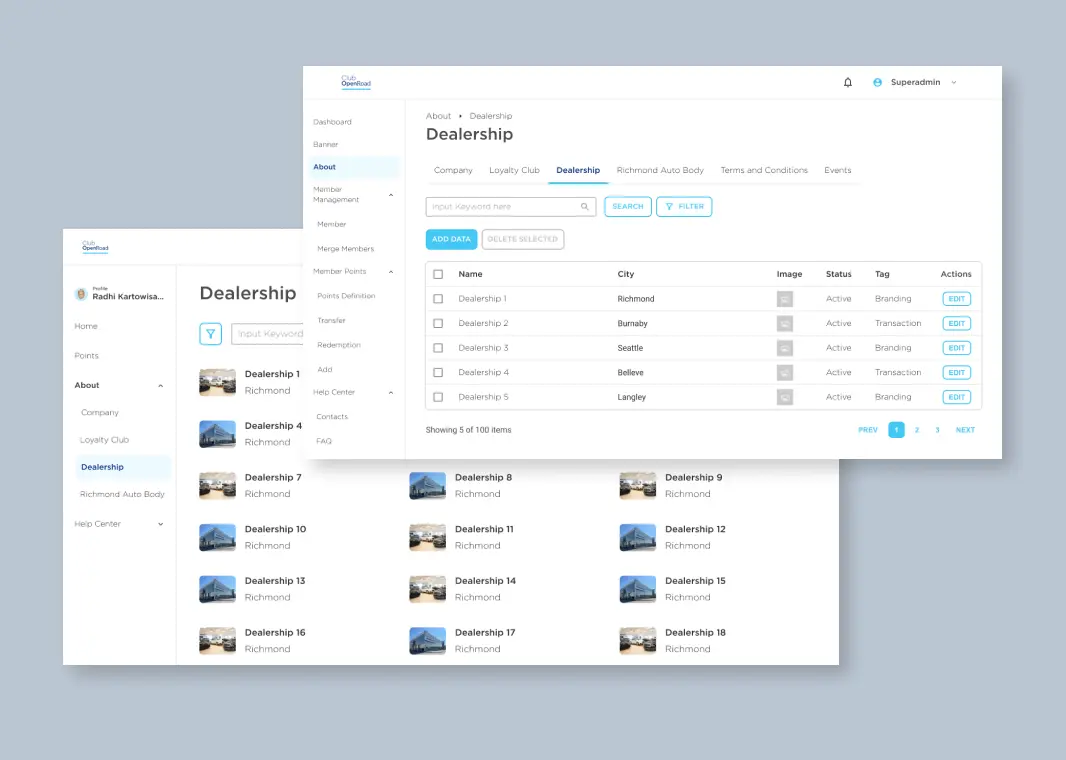 Club
OpenRoad
Superadmin
Dashboard
Banner
About
Member
Management
Member
Merge Members
Member Points
Points Definition
Transfer
Redemption
Add
Help Center
Contacts
FAQ
About Dealership
Dealership
Company Loyalty Club Dealership Richmond Auto Body Terms and Conditions Events
Input Keyword here SEARCH FILTER
ADD DATA DELETE SELECTED
Name City Image Status Tag Actions
Dealership 1 Richmond Active Branding EDIT
Dealership 2 Burnaby Active Transaction EDIT
Dealership 3 Seattle Active Branding EDIT
Dealership 4 Belleve Active Transaction EDIT
Dealership 5 Langley Active Branding EDIT
Showing 5 of 100 items PREV 1 2 3 NEXT
Club
OpenRoad
Profile
Radhi Kartowisa...
Home
Points
About
Company
Loyalty Club
Dealership
Richmond Auto Body
Help Center
Dealership
Input Keyword
Dealership 1
Richmond
Dealership 4
Richmond
Dealership 7 Dealership 8 Dealership 9
Richmond Richmond Richmond
Dealership 10 Dealership 11 Dealership 12
Richmond Richmond Richmond
Dealership 13 Dealership 14 Dealership 15
Richmond Richmond Richmond
Dealership 16 Dealership 17 Dealership 18
Richmond Richmond Richmond